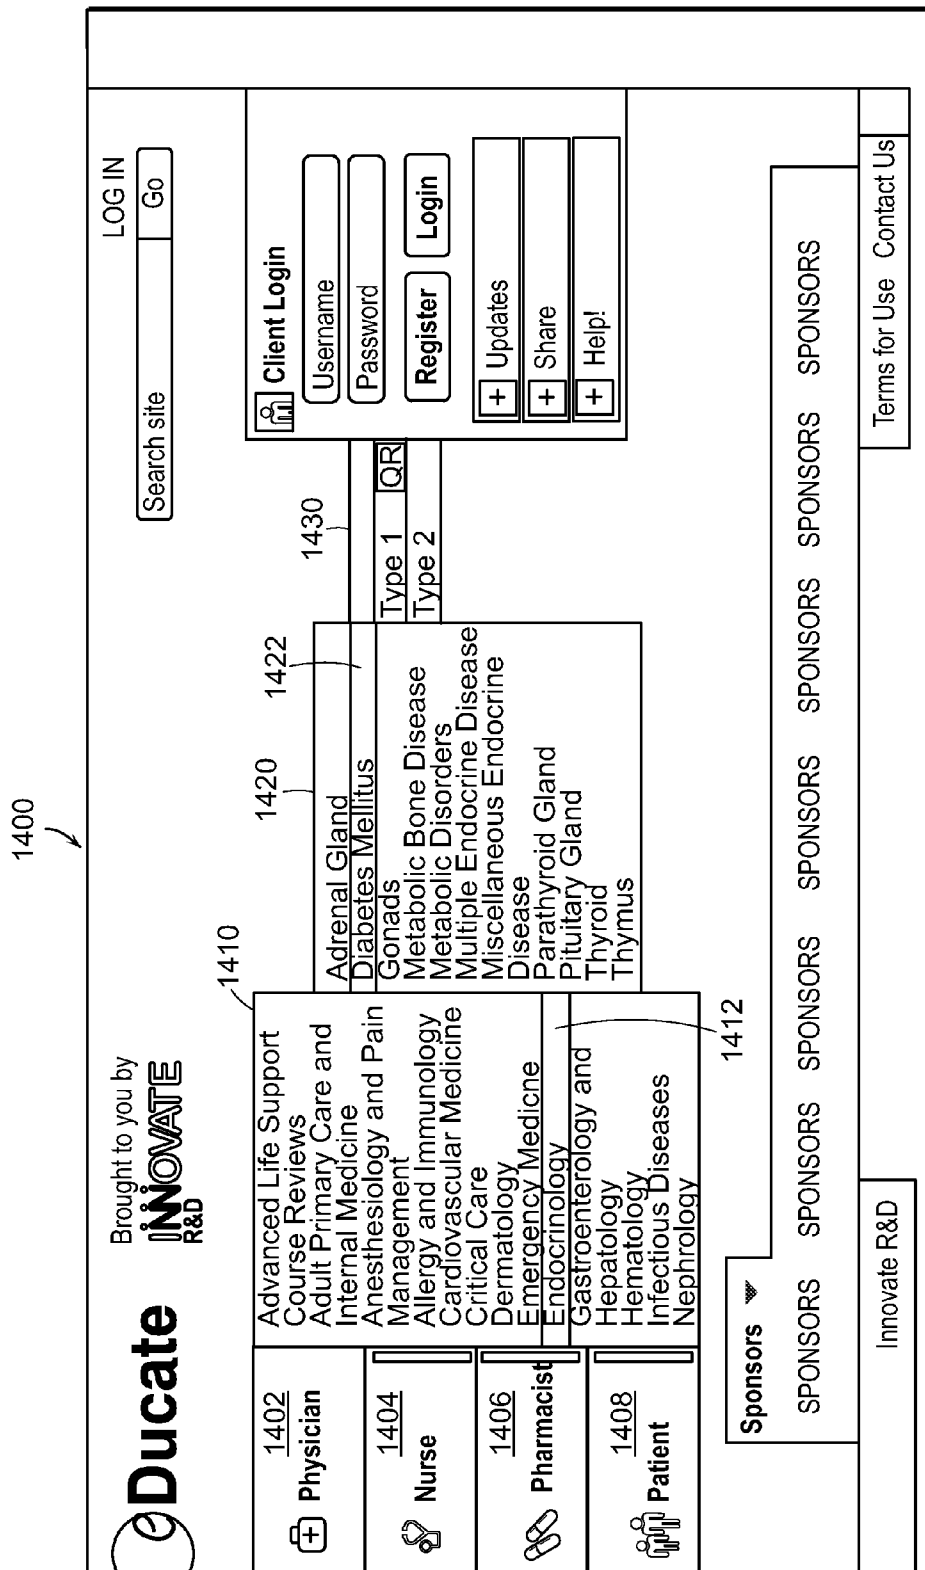 1400
eDucate
Brought to you by
INNOVATE
R&D
LOG IN
Search site
Go
1402
Physician
1404
Nurse
1406
Pharmacist
1408
Patient
1410
Advanced Life Support
Course Reviews
Adult Primary Care and
Internal Medicine
Anesthesiology and Pain
Management
Allergy and Immunology
Cardiovascular Medicine
Critical Care
Dermatology
Emergency Medicne
Endocrinology
Gastroenterology and
Hepatology
Hematology
Infectious Diseases
Nephrology
1412
1420
1422
Adrenal Gland
Diabetes Mellitus
Gonads
Metabolic Bone Disease
Metabolic Disorders
Multiple Endocrine Disease
Miscellaneous Endocrine
Disease
Parathyroid Gland
Pituitary Gland
Thyroid
Thymus
1430
Type 1
QR
Type 2
Client Login
Username
Password
Register
Login
+ Updates
+ Share
+ Help!
Sponsors
SPONSORS SPONSORS SPONSORS SPONSORS SPONSORS SPONSORS SPONSORS
Innovate R&D
Terms for Use Contact Us